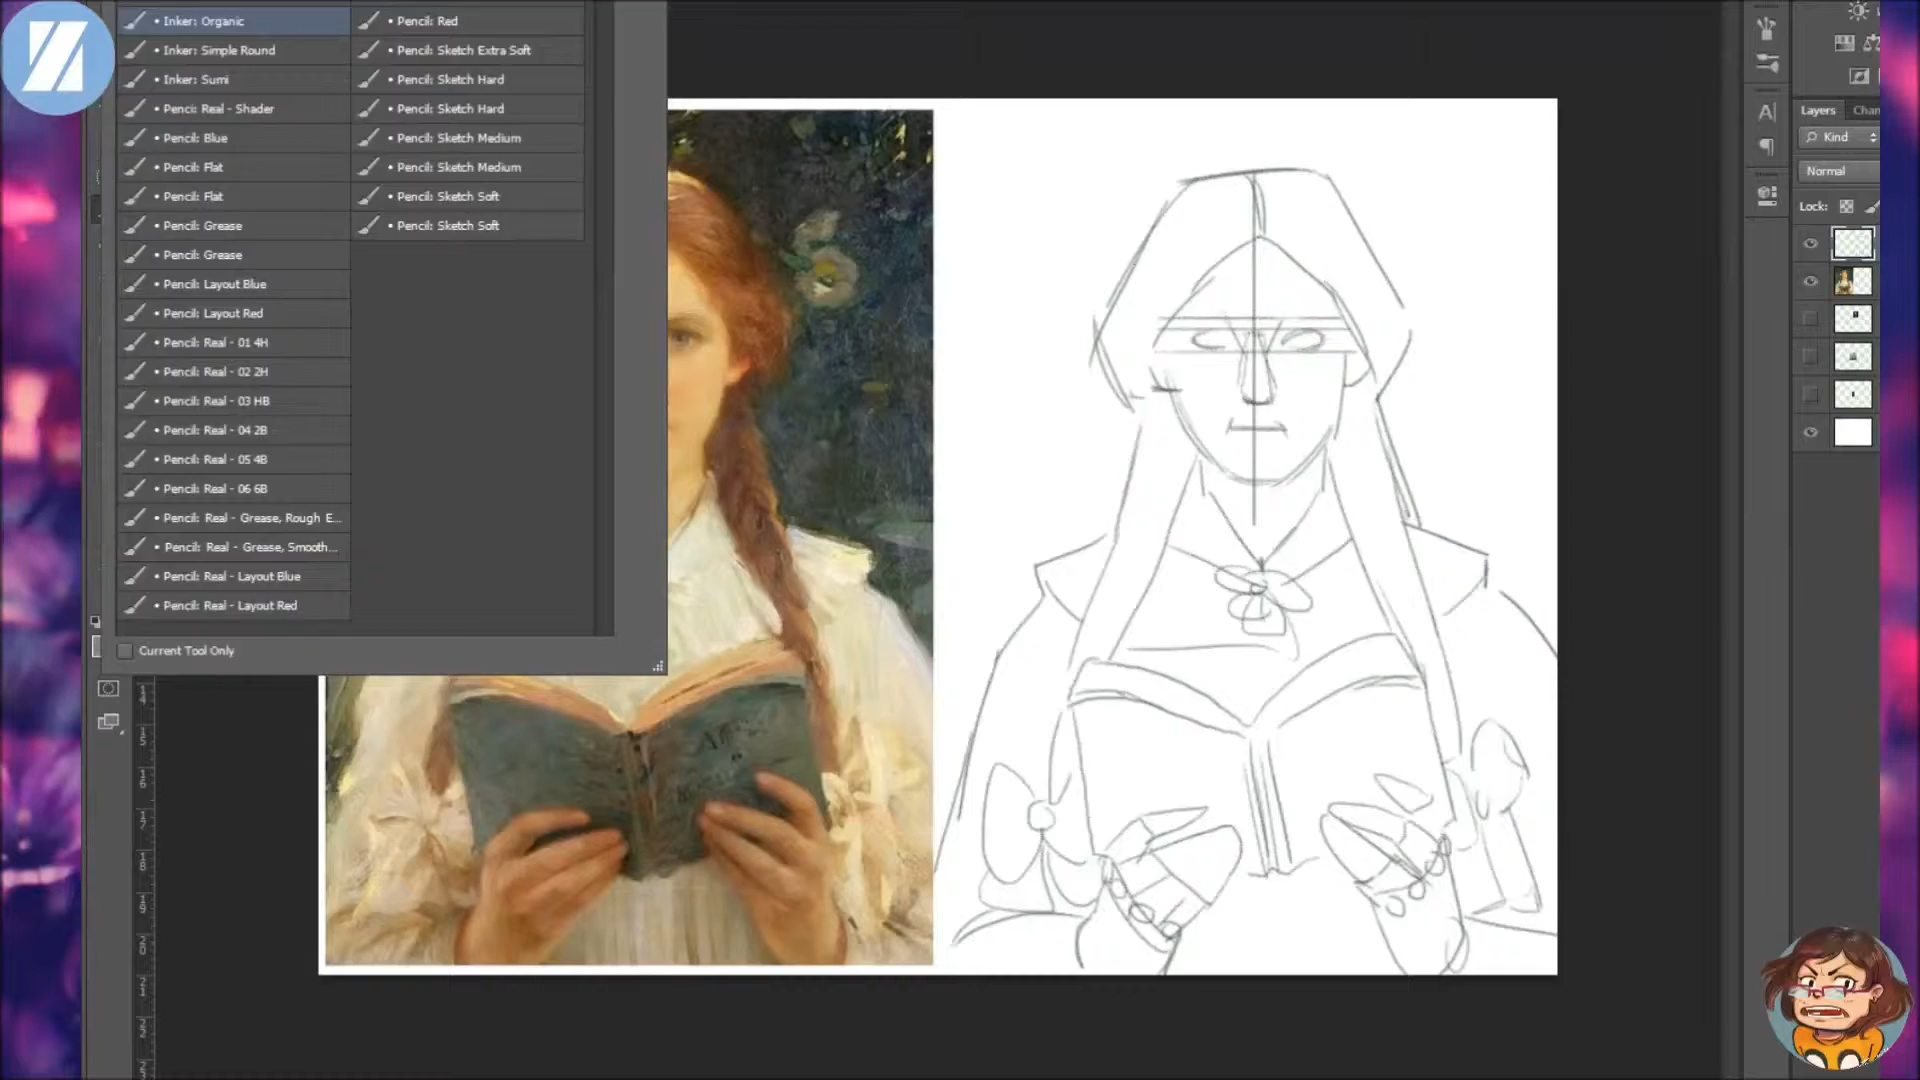 • Inker: Organic
• Inker: Simple Round
• Inker: Sumi
• Pencil: Real - Shader
• Pencil: Blue
• Pencil: Flat
• Pencil: Flat
• Pencil: Grease
• Pencil: Grease
• Pencil: Layout Blue
• Pencil: Layout Red
• Pencil: Real - 01 4H
• Pencil: Real - 02 2H
• Pencil: Real - 03 HB
• Pencil: Real - 04 2B
• Pencil: Real - 05 4B
• Pencil: Real - 06 6B
• Pencil: Real - Grease, Rough E...
• Pencil: Real - Grease, Smooth...
• Pencil: Real - Layout Blue
• Pencil: Real - Layout Red
• Pencil: Red
• Pencil: Sketch Extra Soft
• Pencil: Sketch Hard
• Pencil: Sketch Hard
• Pencil: Sketch Medium
• Pencil: Sketch Medium
• Pencil: Sketch Soft
• Pencil: Sketch Soft
Current Tool Only
Layers Chan
Kind
Normal
Lock: